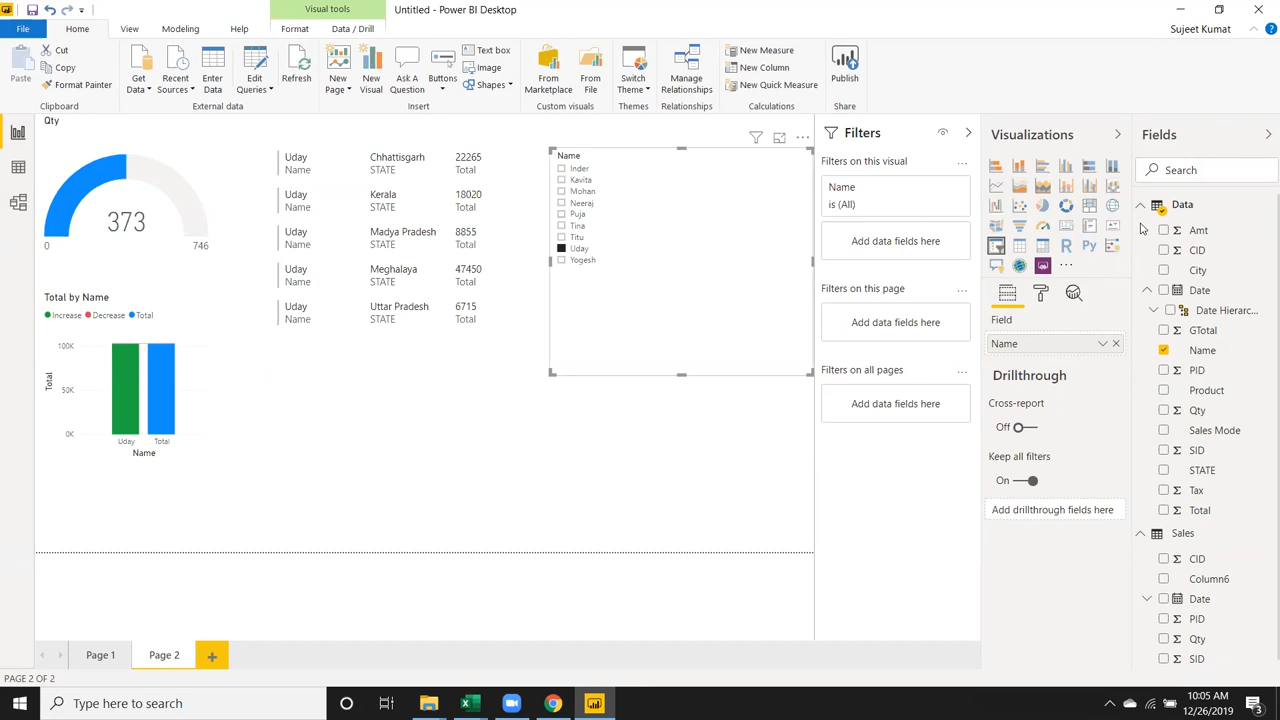 Visual tools
Untitled - Power BI Desktop
File
Home
View
Modeling
Help
Format
Data / Drill
Sujeet Kumat
Paste
Cut
Copy
Format Painter
Clipboard
Get Data
Recent Sources
Enter Data
Edit Queries
Refresh
External data
New Page
New Visual
Ask A Question
Buttons
Text box
Image
Shapes
Insert
From Marketplace
From File
Custom visuals
Switch Theme
Themes
Manage Relationships
Relationships
New Measure
New Column
New Quick Measure
Calculations
Publish
Share
Qty
373
0
746
Total by Name
Increase Decrease Total
100K
50K
0K
Total
Uday
Total
Name
Uday Chhattisgarh 22265
Name STATE Total
Uday Kerala 18020
Name STATE Total
Uday Madya Pradesh 8855
Name STATE Total
Uday Meghalaya 47450
Name STATE Total
Uday Uttar Pradesh 6715
Name STATE Total
Name
Inder
Kavita
Mohan
Neeraj
Puja
Tina
Titu
Uday
Yogesh
Filters
Filters on this visual
Name
is (All)
Add data fields here
Filters on this page
Add data fields here
Filters on all pages
Add data fields here
Visualizations
R
Py
Field
Name
Drillthrough
Cross-report
Off
Keep all filters
On
Add drillthrough fields here
Fields
Search
Data
Amt
CID
City
Date
Date Hierarc...
GTotal
Name
PID
Product
Qty
Sales Mode
SID
STATE
Tax
Total
Sales
CID
Column6
Date
PID
Qty
SID
Page 1
Page 2
PAGE 2 OF 2
Type here to search
10:05 AM
12/26/2019
3